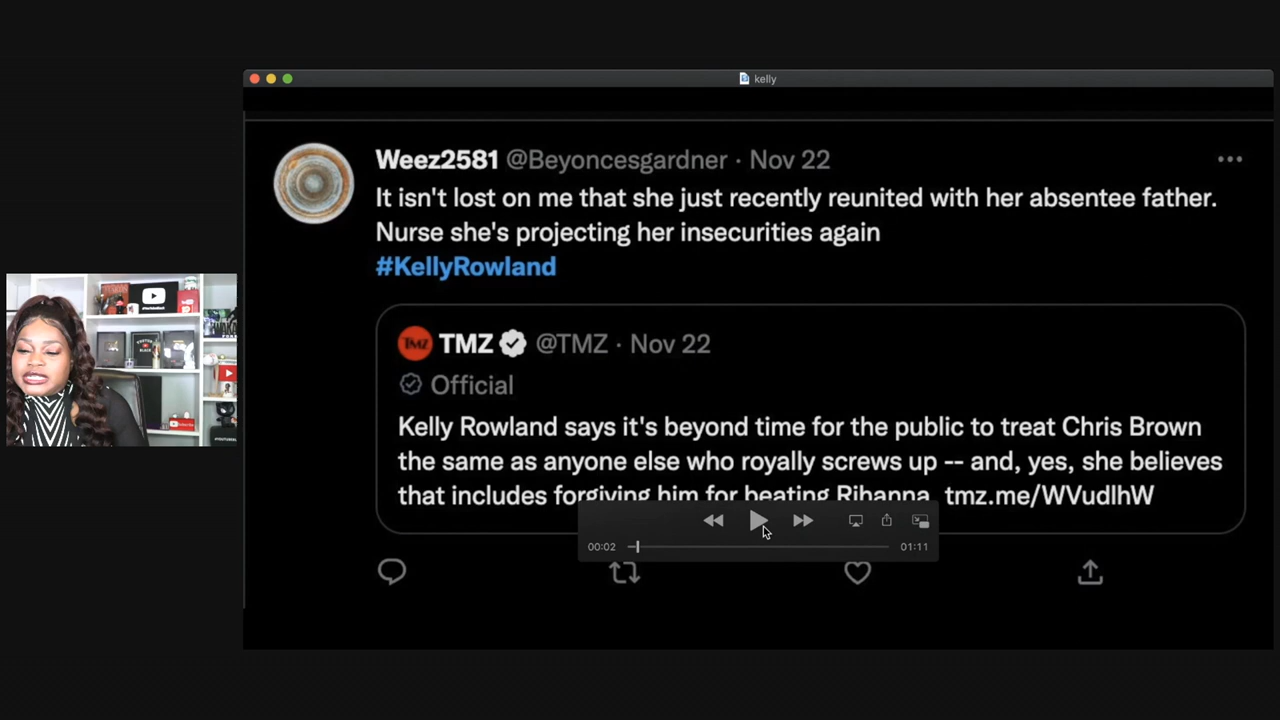 kelly
Weez2581 @Beyoncesgardner · Nov 22
It isn't lost on me that she just recently reunited with her absentee father.
Nurse she's projecting her insecurities again
#KellyRowland
TMZ @TMZ · Nov 22
Official
Kelly Rowland says it's beyond time for the public to treat Chris Brown
the same as anyone else who royally screws up -- and, yes, she believes
that includes forgiving him for beating Rihanna tmz.me/WVudlhW
00:02
01:11